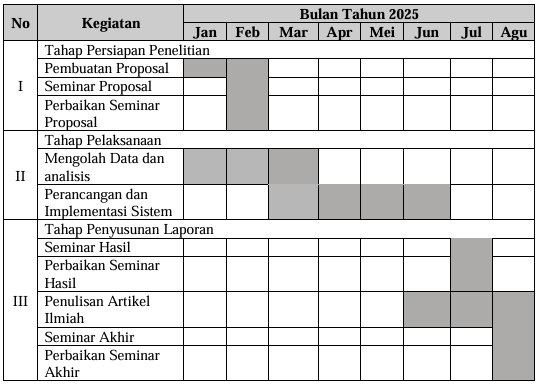 No Kegiatan Bulan Tahun 2025
Jan Feb Mar Apr Mei Jun Jul Agu
I
Tahap Persiapan Penelitian
Pembuatan Proposal
Seminar Proposal
Perbaikan Seminar
Proposal
II
Tahap Pelaksanaan
Mengolah Data dan
analisis
Perancangan dan
Implementasi Sistem
III
Tahap Penyusunan Laporan
Seminar Hasil
Perbaikan Seminar
Hasil
Penulisan Artikel
Ilmiah
Seminar Akhir
Perbaikan Seminar
Akhir